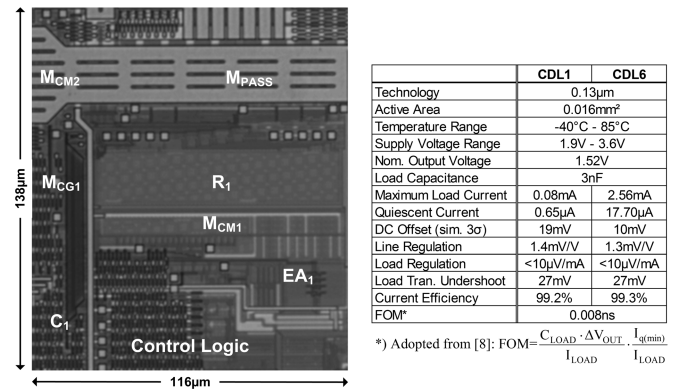 138µm
M_CM2
M_PASS
M_CG1
R_1
M_CM1
EA_1
C_1
Control Logic
116µm
CDL1 CDL6
Technology 0.13µm
Active Area 0.016mm²
Temperature Range -40°C - 85°C
Supply Voltage Range 1.9V - 3.6V
Nom. Output Voltage 1.52V
Load Capacitance 3nF
Maximum Load Current 0.08mA 2.56mA
Quiescent Current 0.65µA 17.70µA
DC Offset (sim. 3σ) 19mV 10mV
Line Regulation 1.4mV/V 1.3mV/V
Load Regulation <10µV/mA <10µV/mA
Load Tran. Undershoot 27mV 27mV
Current Efficiency 99.2% 99.3%
FOM* 0.008ns
*) Adopted from [8]: FOM= C_LOAD · ΔV_OUT / I_LOAD · I_q(min) / I_LOAD